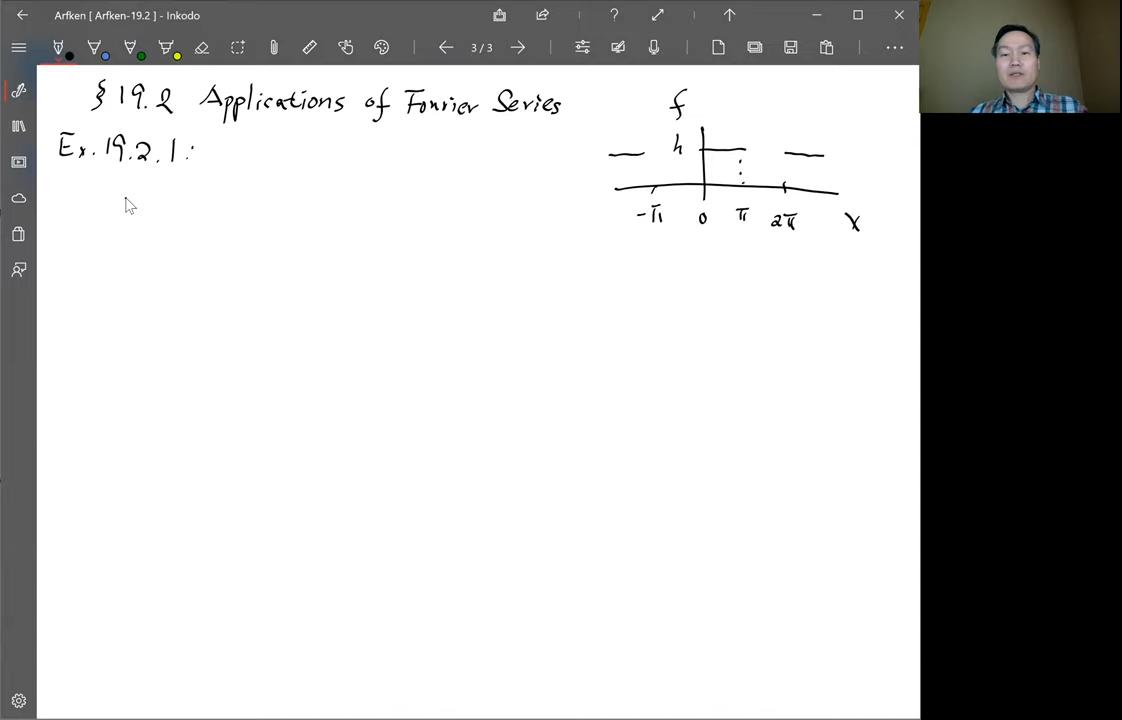 Arfken [ Arfken-19.2 ] - Inkodo
3/3
§ 19.2 Applications of Fourier Series
Ex. 19.2.1:
f
h
-π 0 π 2π x